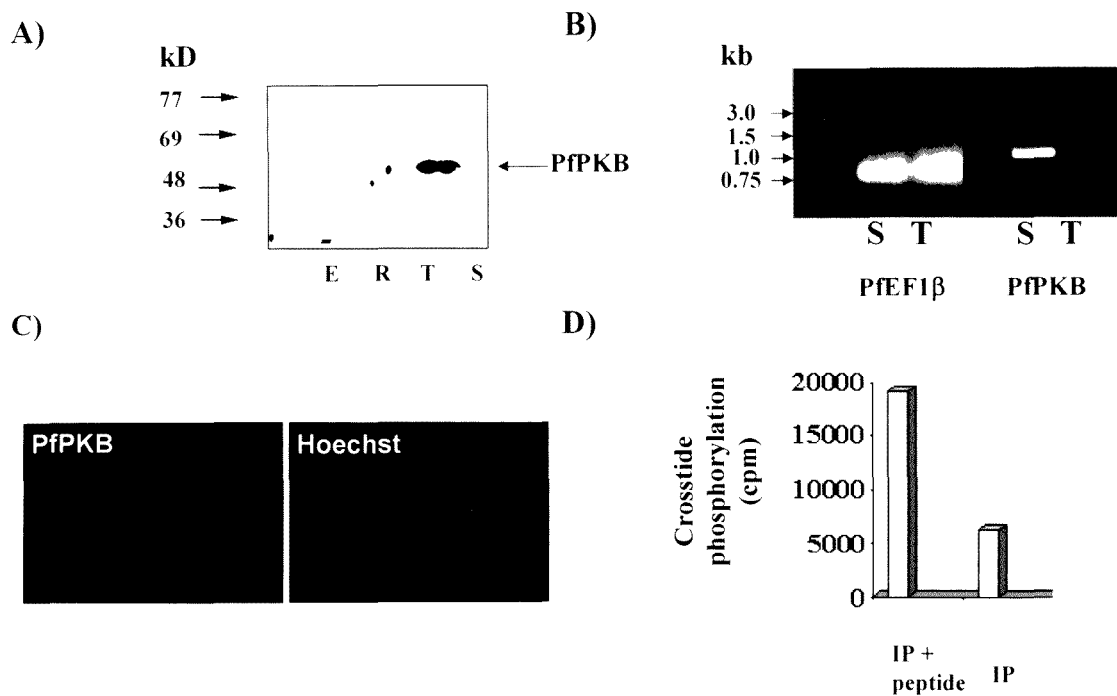 A)
kD
77
69
48
36
PfPKB
E R T S
B)
kb
3.0
1.5
1.0
0.75
S T S T
PfEF1β PfPKB
C)
PfPKB
Hoechst
D)
Crosstide
phosphorylation
(cpm)
20000
15000
10000
5000
0
IP +
peptide
IP